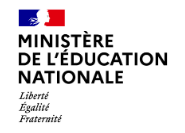 MINISTÈRE
DE L'ÉDUCATION
NATIONALE
Liberté
Égalité
Fraternité